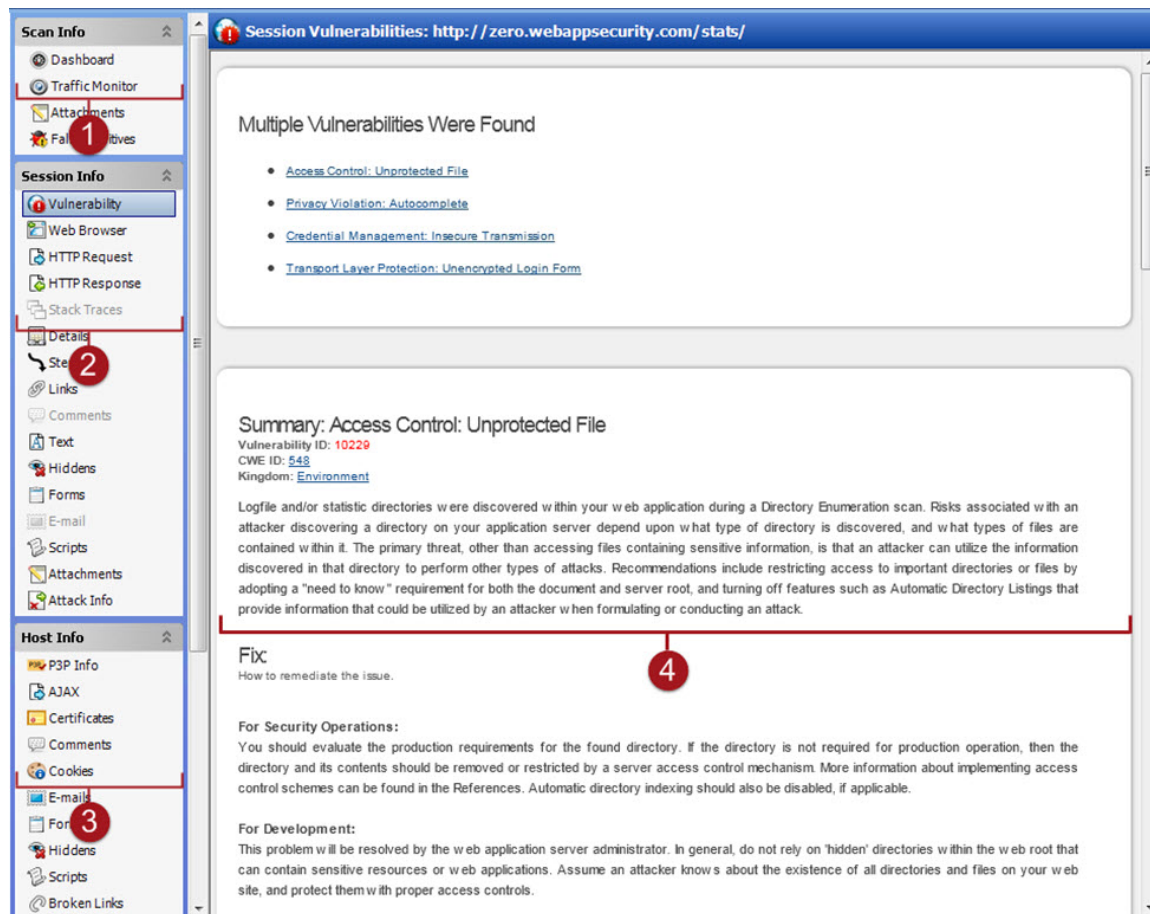 Scan Info
Dashboard
Traffic Monitor
Attachments
1
Session Info
Vulnerability
Web Browser
HTTP Request
HTTP Response
Stack Traces
Details
2
Links
Comments
Text
Hiddens
Forms
E-mail
Scripts
Attachments
Attack Info
Host Info
P3P Info
AJAX
Certificates
Comments
Cookies
E-mails
3
Hiddens
Scripts
Broken Links
Session Vulnerabilities: http://zero.webappsecurity.com/stats/
Multiple Vulnerabilities Were Found
Access Control: Unprotected File
Privacy Violation: Autocomplete
Credential Management: Insecure Transmission
Transport Layer Protection: Unencrypted Login Form
Summary: Access Control: Unprotected File
Vulnerability ID: 10229
CWE ID: 548
Kingdom: Environment
Logfile and/or statistic directories were discovered within your web application during a Directory Enumeration scan. Risks associated with an
attacker discovering a directory on your application server depend upon what type of directory is discovered, and what types of files are
contained within it. The primary threat, other than accessing files containing sensitive information, is that an attacker can utilize the information
discovered in that directory to perform other types of attacks. Recommendations include restricting access to important directories or files by
adopting a "need to know" requirement for both the document and server root, and turning off features such as Automatic Directory Listings that
provide information that could be utilized by an attacker when formulating or conducting an attack.
4
Fix:
How to remediate the issue.
For Security Operations:
You should evaluate the production requirements for the found directory. If the directory is not required for production operation, then the
directory and its contents should be removed or restricted by a server access control mechanism. More information about implementing access
control schemes can be found in the References. Automatic directory indexing should also be disabled, if applicable.
For Development:
This problem will be resolved by the web application server administrator. In general, do not rely on 'hidden' directories within the web root that
can contain sensitive resources or web applications. Assume an attacker knows about the existence of all directories and files on your web
site, and protect them with proper access controls.